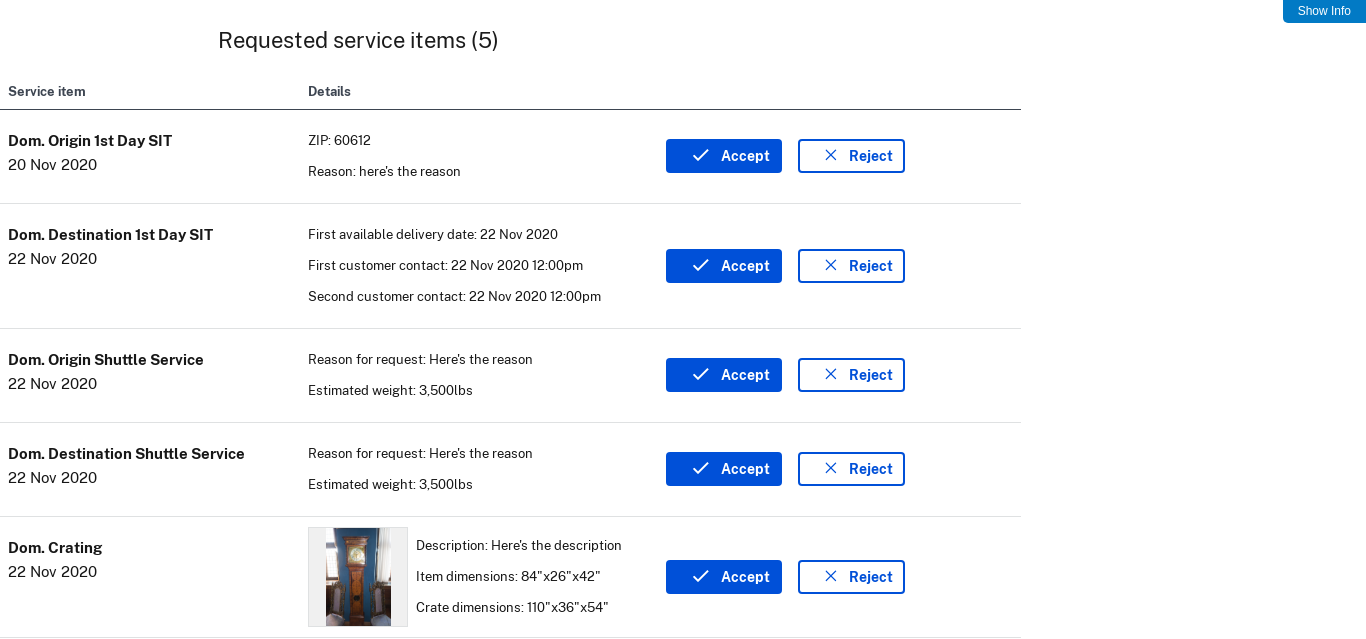 Show Info
Requested service items (5)
Service item Details
Dom. Origin 1st Day SIT
20 Nov 2020
ZIP: 60612
Reason: here's the reason
Accept Reject
Dom. Destination 1st Day SIT
22 Nov 2020
First available delivery date: 22 Nov 2020
First customer contact: 22 Nov 2020 12:00pm
Second customer contact: 22 Nov 2020 12:00pm
Accept Reject
Dom. Origin Shuttle Service
22 Nov 2020
Reason for request: Here's the reason
Estimated weight: 3,500lbs
Accept Reject
Dom. Destination Shuttle Service
22 Nov 2020
Reason for request: Here's the reason
Estimated weight: 3,500lbs
Accept Reject
Dom. Crating
22 Nov 2020
Description: Here's the description
Item dimensions: 84"x26"x42"
Crate dimensions: 110"x36"x54"
Accept Reject